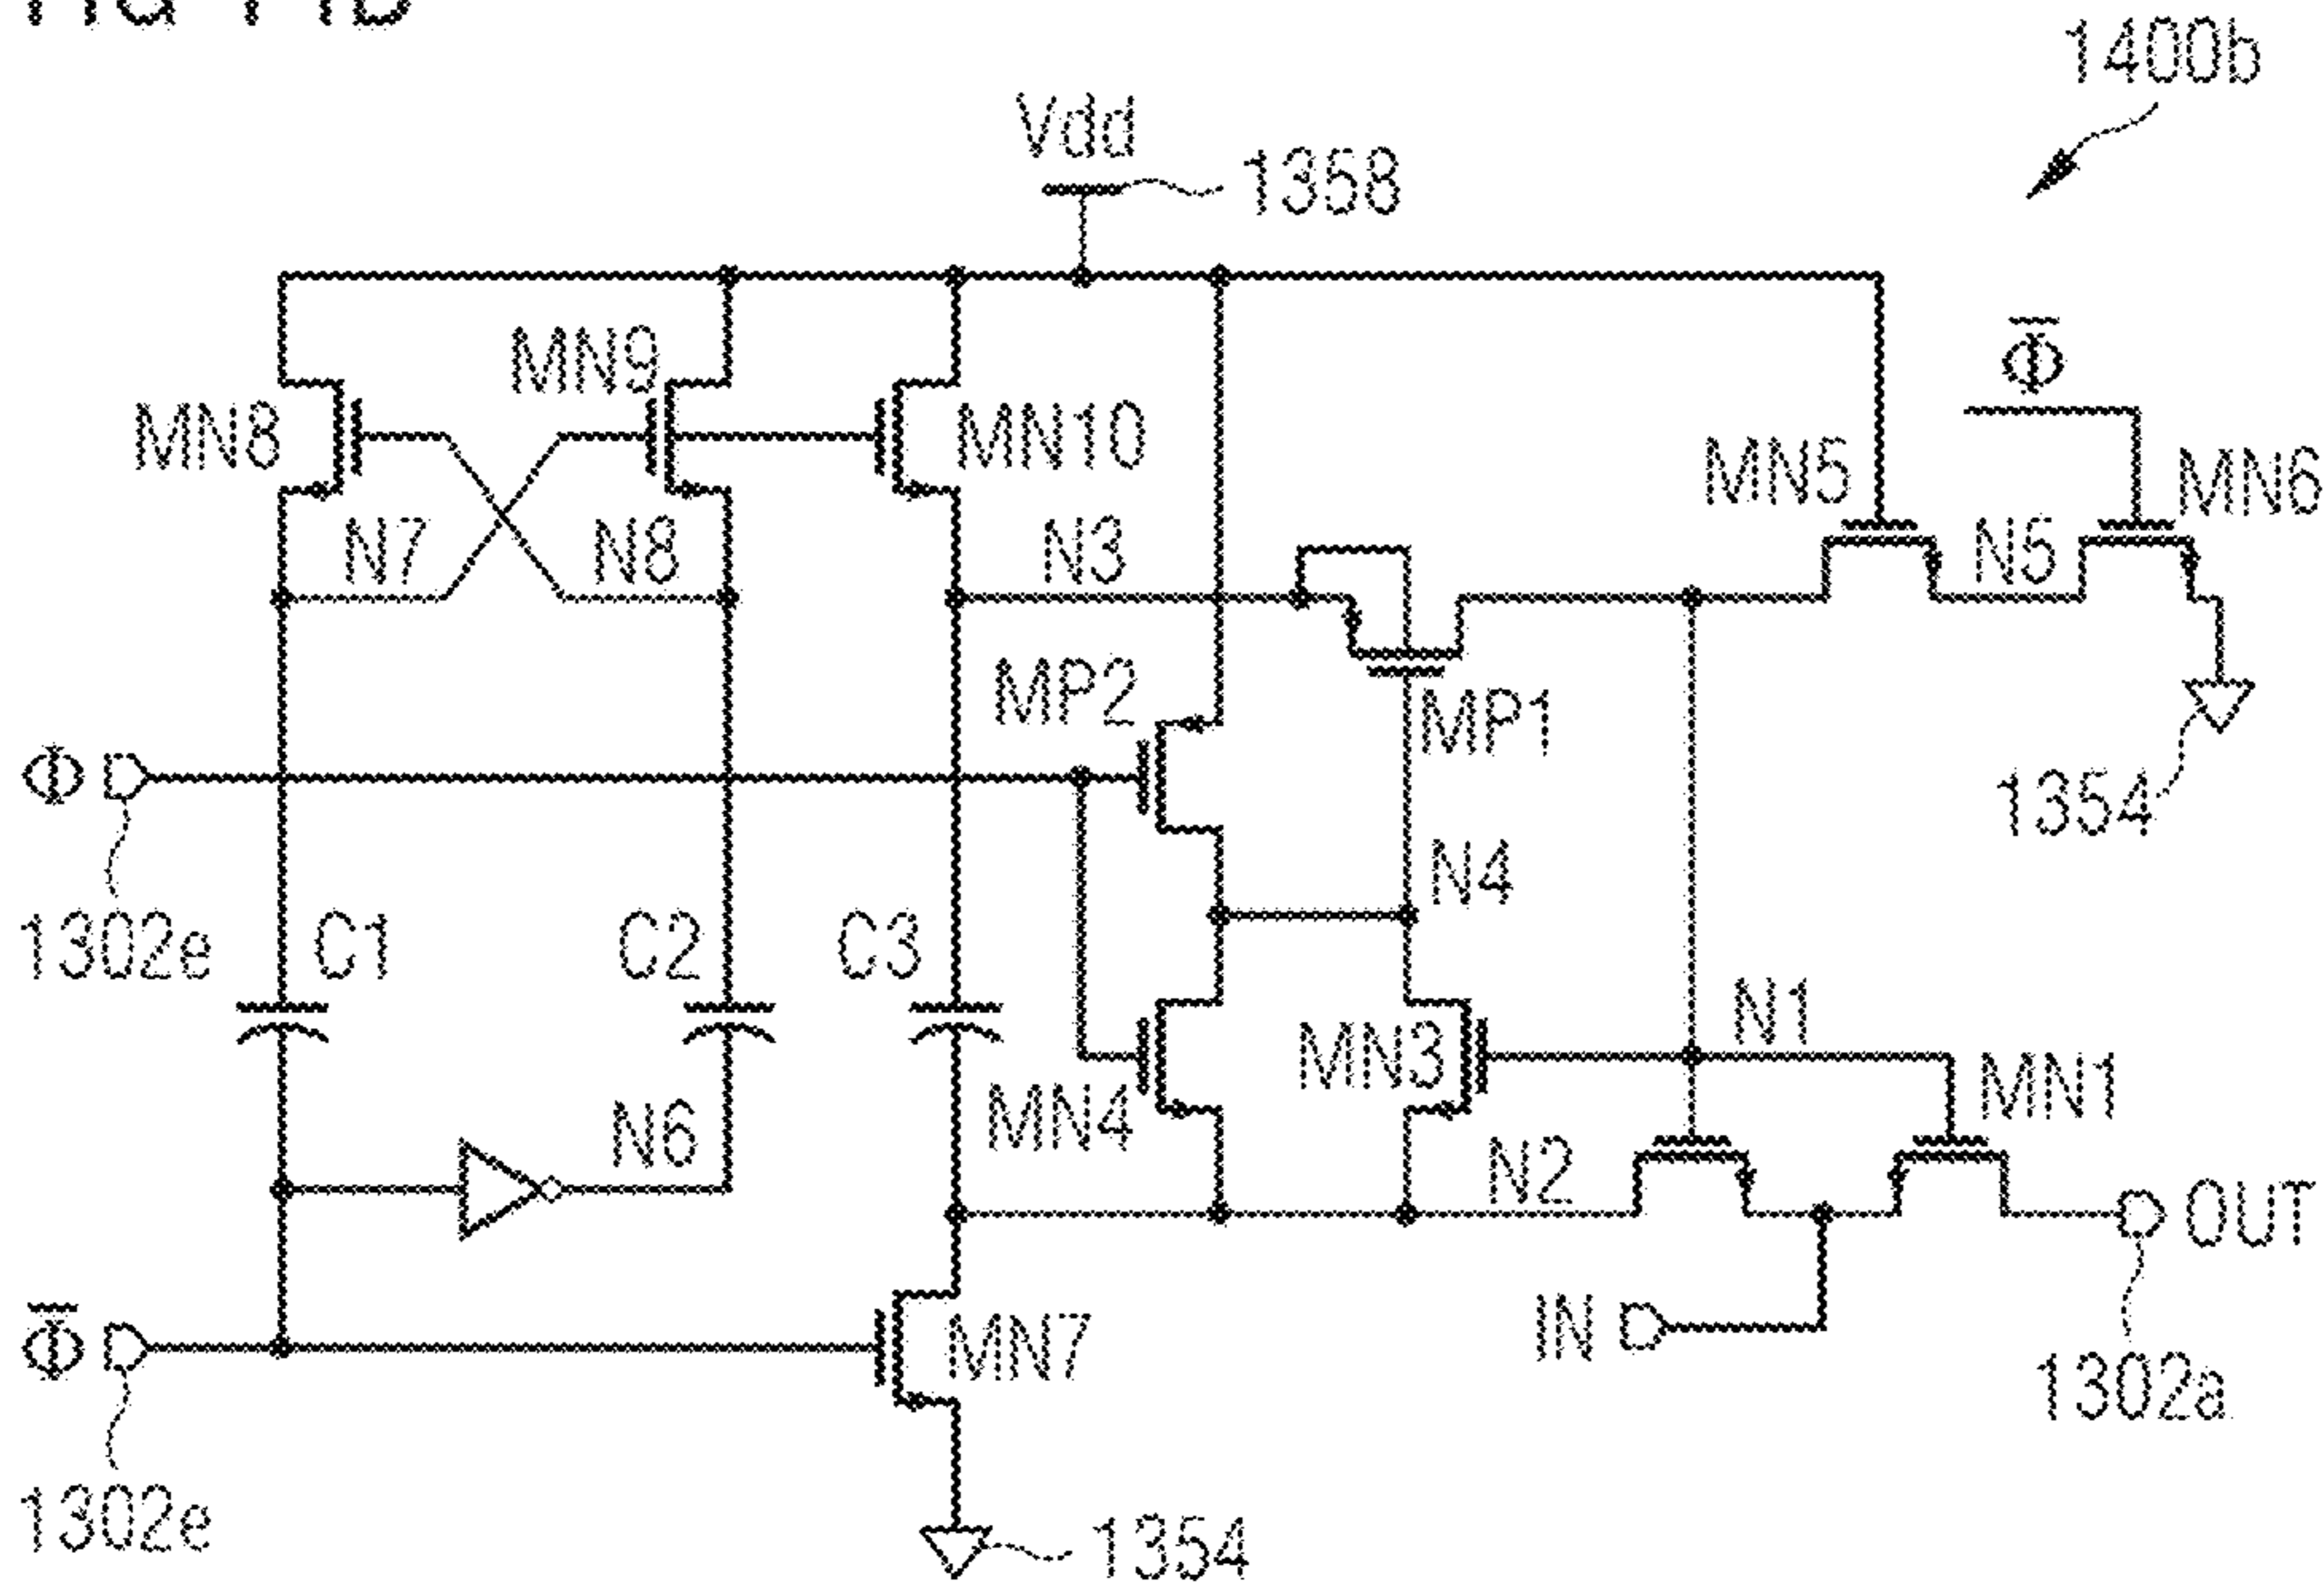 1400b
Vdd
1358
MN9
Φ̅
MN8
MN10
MN5
MN6
N7
N8
N3
N5
MP2
MP1
Φ
1354
N4
1302e
C1
C2
C3
N1
MN3
MN1
MN4
N6
N2
OUT
IN
Φ̅
MN7
1302a
1302e
1354